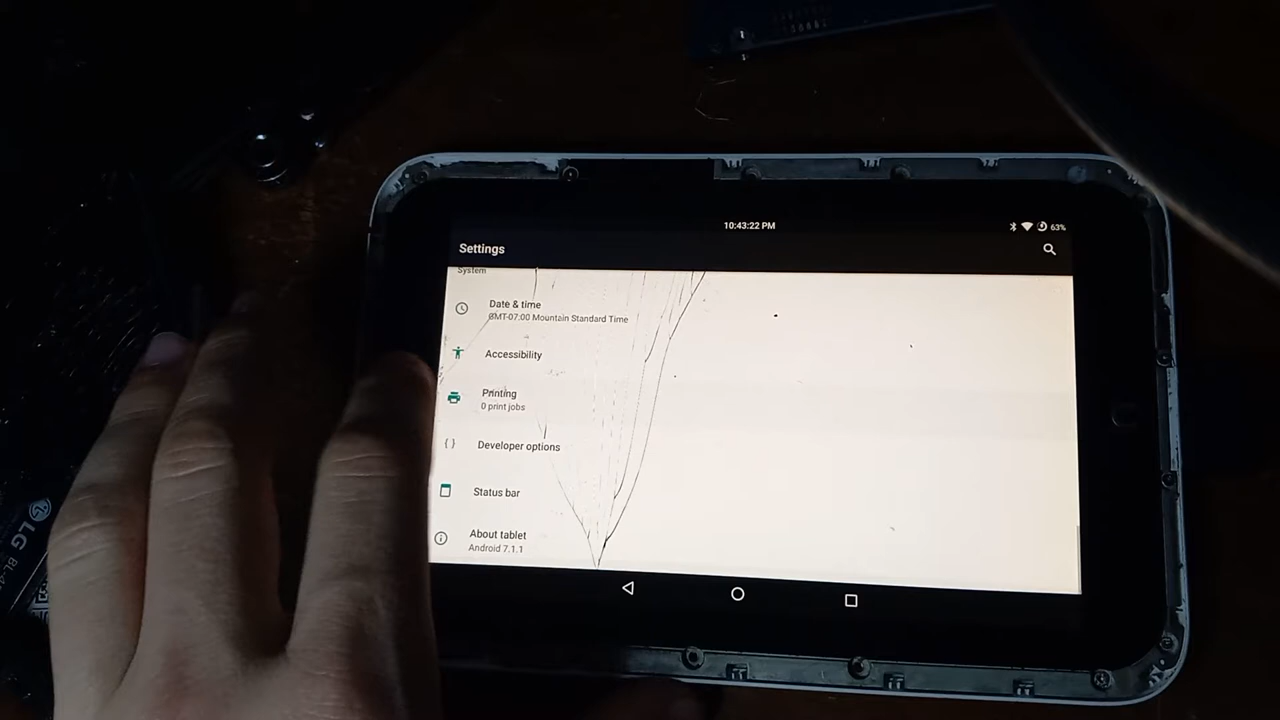 10:43:22 PM
63%
Settings
System
Date & time
GMT-07:00 Mountain Standard Time
Accessibility
Printing
0 print jobs
{ } Developer options
Status bar
About tablet
Android 7.1.1
LG